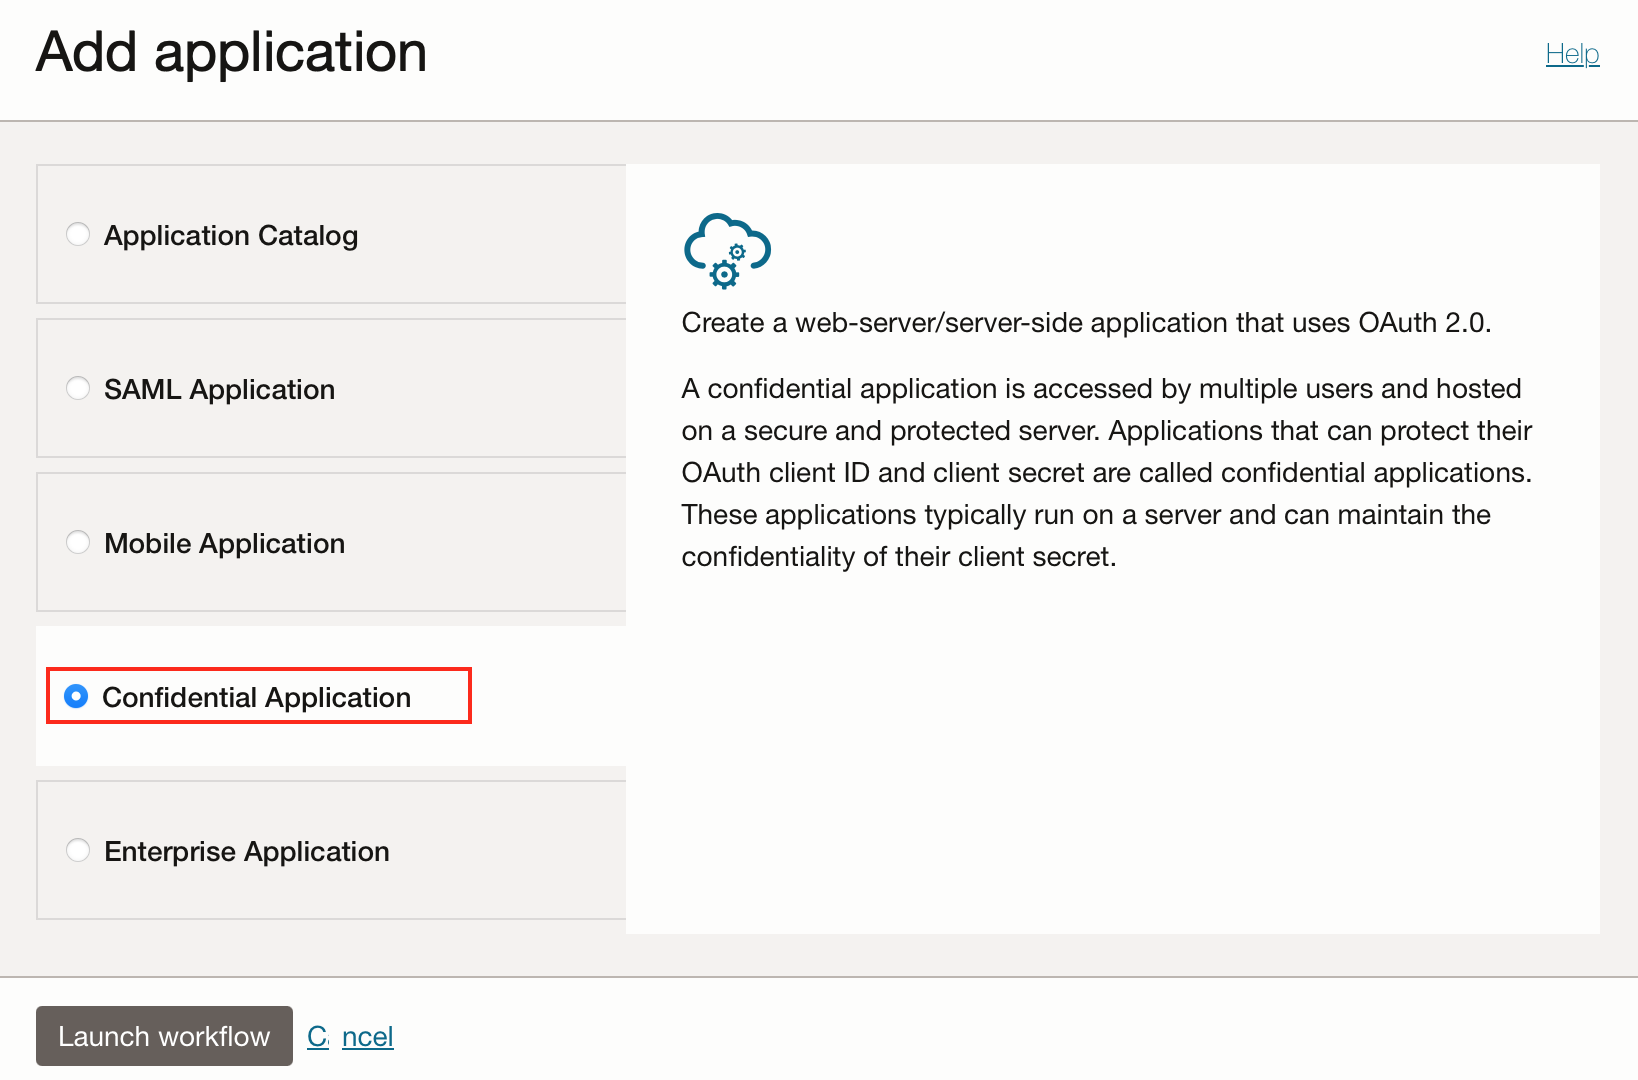 Add application
Help
Application Catalog
SAML Application
Mobile Application
Confidential Application
Enterprise Application
Create a web-server/server-side application that uses OAuth 2.0.
A confidential application is accessed by multiple users and hosted
on a secure and protected server. Applications that can protect their
OAuth client ID and client secret are called confidential applications.
These applications typically run on a server and can maintain the
confidentiality of their client secret.
Launch workflow
Cancel